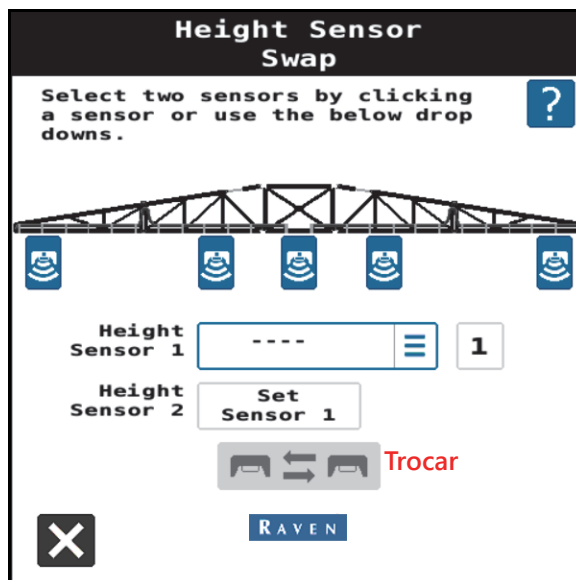 Height Sensor
Swap
Select two sensors by clicking
a sensor or use the below drop
downs.
?
Height
Sensor 1
----
1
Height
Sensor 2
Set
Sensor 1
Trocar
RAVEN